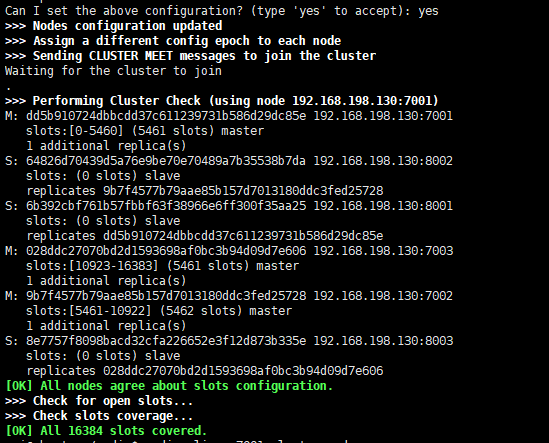 Can I set the above configuration? (type 'yes' to accept): yes
>>> Nodes configuration updated
>>> Assign a different config epoch to each node
>>> Sending CLUSTER MEET messages to join the cluster
Waiting for the cluster to join
.
>>> Performing Cluster Check (using node 192.168.198.130:7001)
M: dd5b910724dbbcdd37c611239731b586d29dc85e 192.168.198.130:7001
slots:[0-5460] (5461 slots) master
1 additional replica(s)
S: 64826d70439d5a76e9be70e70489a7b35538b7da 192.168.198.130:8002
slots: (0 slots) slave
replicates 9b7f4577b79aae85b157d7013180ddc3fed25728
S: 6b392cbf761b57fbbf63f38966e6ff300f35aa25 192.168.198.130:8001
slots: (0 slots) slave
replicates dd5b910724dbbcdd37c611239731b586d29dc85e
M: 028ddc27070bd2d1593698af0bc3b94d09d7e606 192.168.198.130:7003
slots:[10923-16383] (5461 slots) master
1 additional replica(s)
M: 9b7f4577b79aae85b157d7013180ddc3fed25728 192.168.198.130:7002
slots:[5461-10922] (5462 slots) master
1 additional replica(s)
S: 8e7757f8098bacd32cfa226652e3f12d873b335e 192.168.198.130:8003
slots: (0 slots) slave
replicates 028ddc27070bd2d1593698af0bc3b94d09d7e606
[OK] All nodes agree about slots configuration.
>>> Check for open slots...
>>> Check slots coverage...
[OK] All 16384 slots covered.